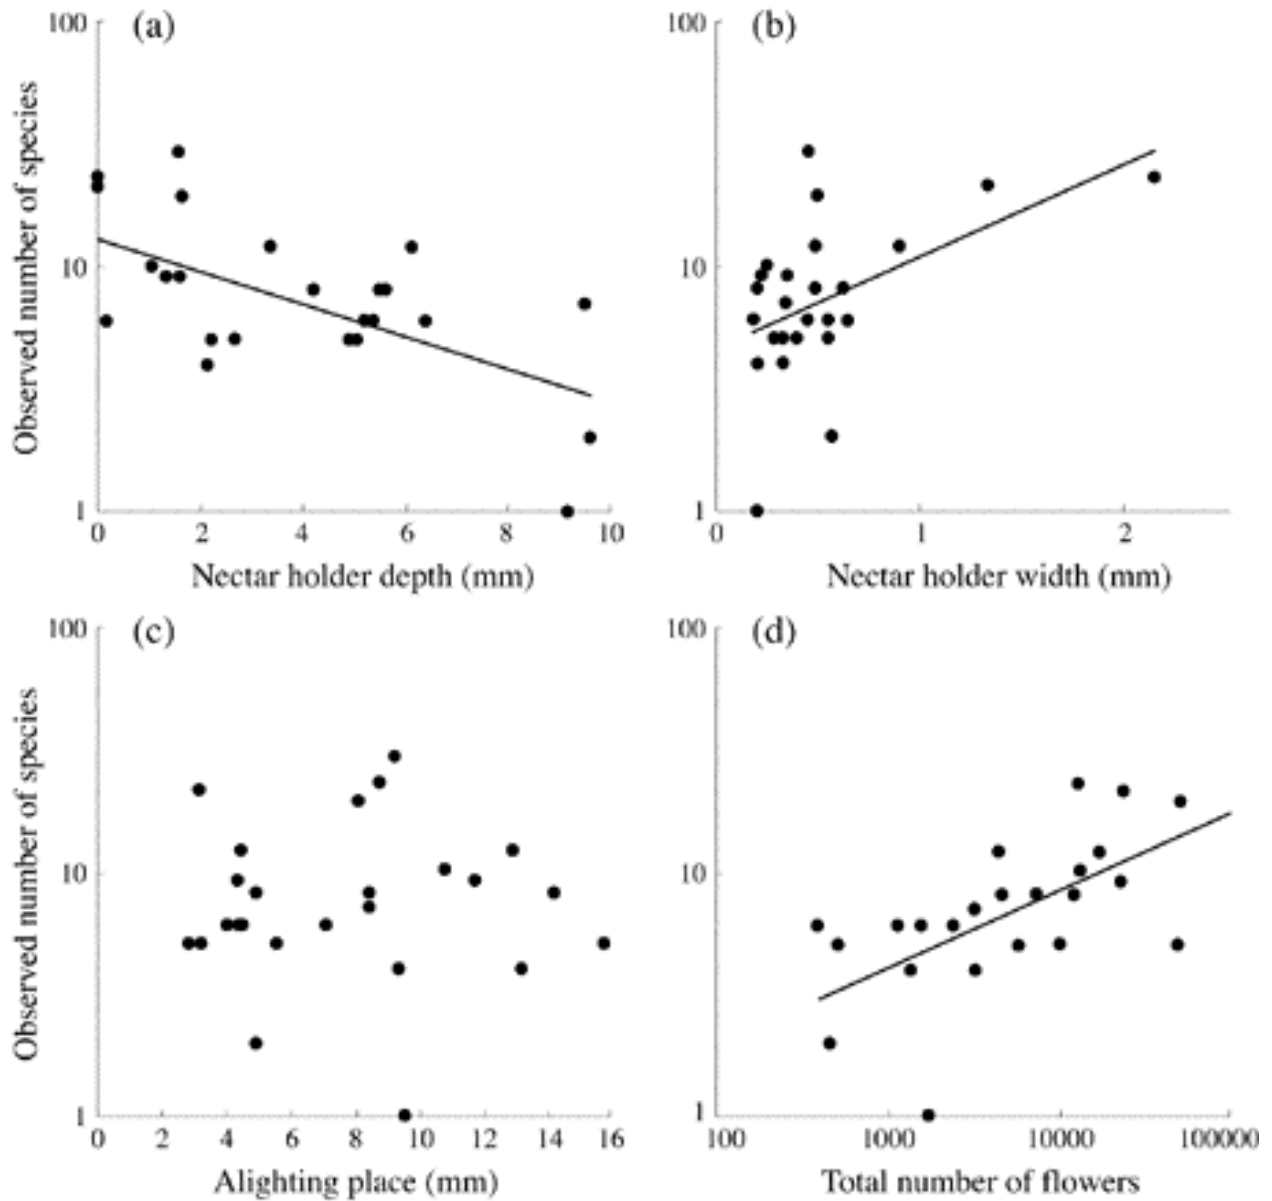 (a)
100
10
1
0 2 4 6 8 10
Observed number of species
Nectar holder depth (mm)
(b)
100
10
1
0 1 2
Nectar holder width (mm)
(c)
100
10
1
0 2 4 6 8 10 12 14 16
Observed number of species
Alighting place (mm)
(d)
100
10
1
100 1000 10000 100000
Total number of flowers